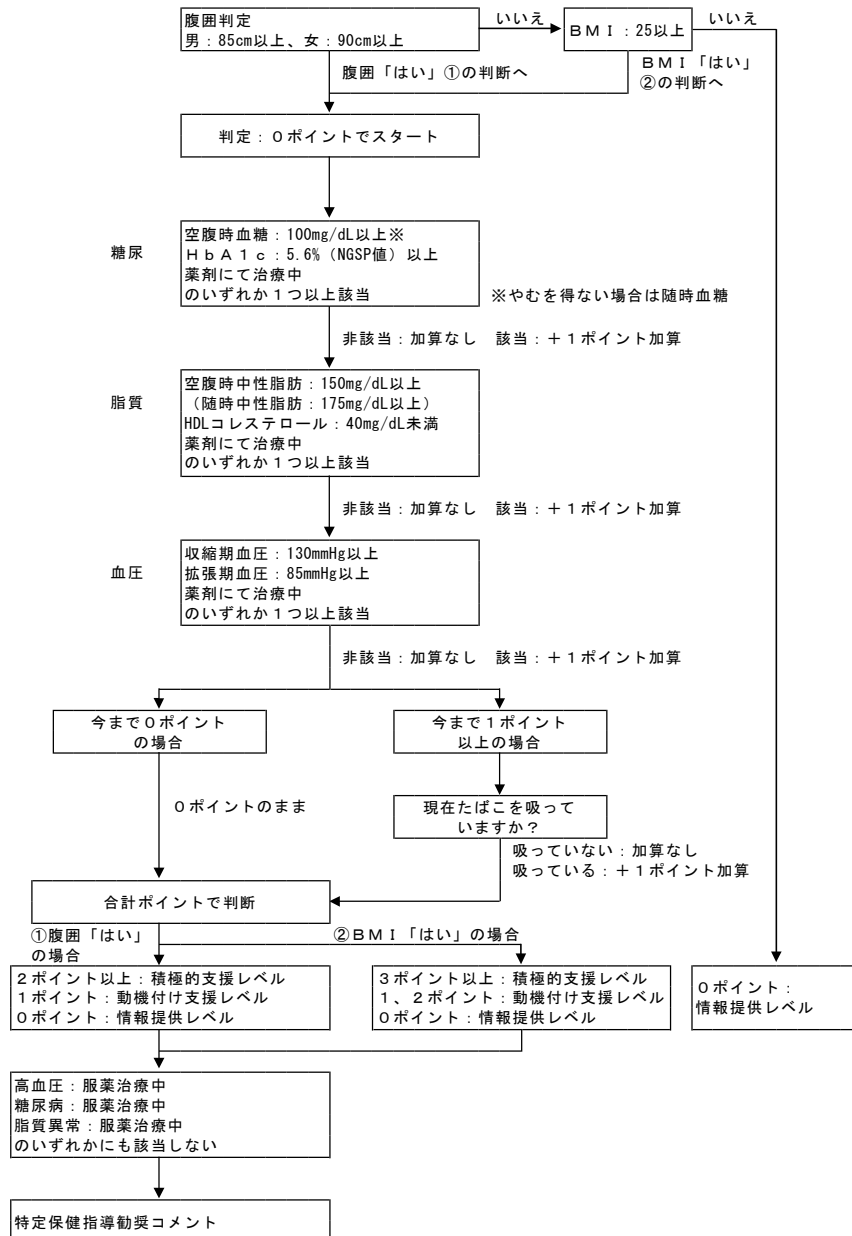 腹囲判定
男：85cm以上、女：90cm以上
いいえ
ＢＭＩ：25以上
いいえ
腹囲「はい」①の判断へ
ＢＭＩ「はい」
②の判断へ
判定：０ポイントでスタート
糖尿
空腹時血糖：100mg/dL以上※
ＨｂＡ１ｃ：5.6%（NGSP値）以上
薬剤にて治療中
のいずれか１つ以上該当
※やむを得ない場合は随時血糖
非該当：加算なし　該当：＋１ポイント加算
脂質
空腹時中性脂肪：150mg/dL以上
（随時中性脂肪：175mg/dL以上）
HDLコレステロール：40mg/dL未満
薬剤にて治療中
のいずれか１つ以上該当
非該当：加算なし　該当：＋１ポイント加算
血圧
収縮期血圧：130mmHg以上
拡張期血圧：85mmHg以上
薬剤にて治療中
のいずれか１つ以上該当
非該当：加算なし　該当：＋１ポイント加算
今まで０ポイント
の場合
今まで１ポイント
以上の場合
０ポイントのまま
現在たばこを吸って
いますか？
吸っていない：加算なし
吸っている：＋１ポイント加算
合計ポイントで判断
①腹囲「はい」
の場合
②ＢＭＩ「はい」の場合
２ポイント以上：積極的支援レベル
１ポイント：動機付け支援レベル
０ポイント：情報提供レベル
３ポイント以上：積極的支援レベル
１、２ポイント：動機付け支援レベル
０ポイント：情報提供レベル
０ポイント：
情報提供レベル
高血圧：服薬治療中
糖尿病：服薬治療中
脂質異常：服薬治療中
のいずれかにも該当しない
特定保健指導勧奨コメント